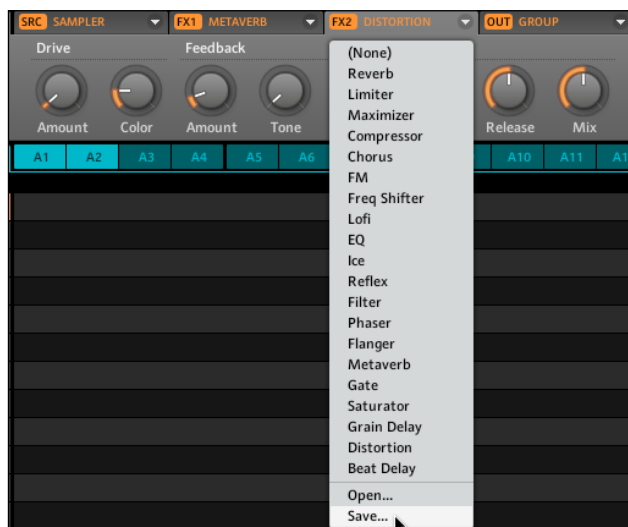 SRC SAMPLER FX1 METAVERB FX2 DISTORTION OUT GROUP
Drive Feedback
Amount Color Amount Tone Release Mix
A1 A2 A3 A4 A5 A6 A10 A11
(None)
Reverb
Limiter
Maximizer
Compressor
Chorus
FM
Freq Shifter
Lofi
EQ
Ice
Reflex
Filter
Phaser
Flanger
Metaverb
Gate
Saturator
Grain Delay
Distortion
Beat Delay
Open...
Save...